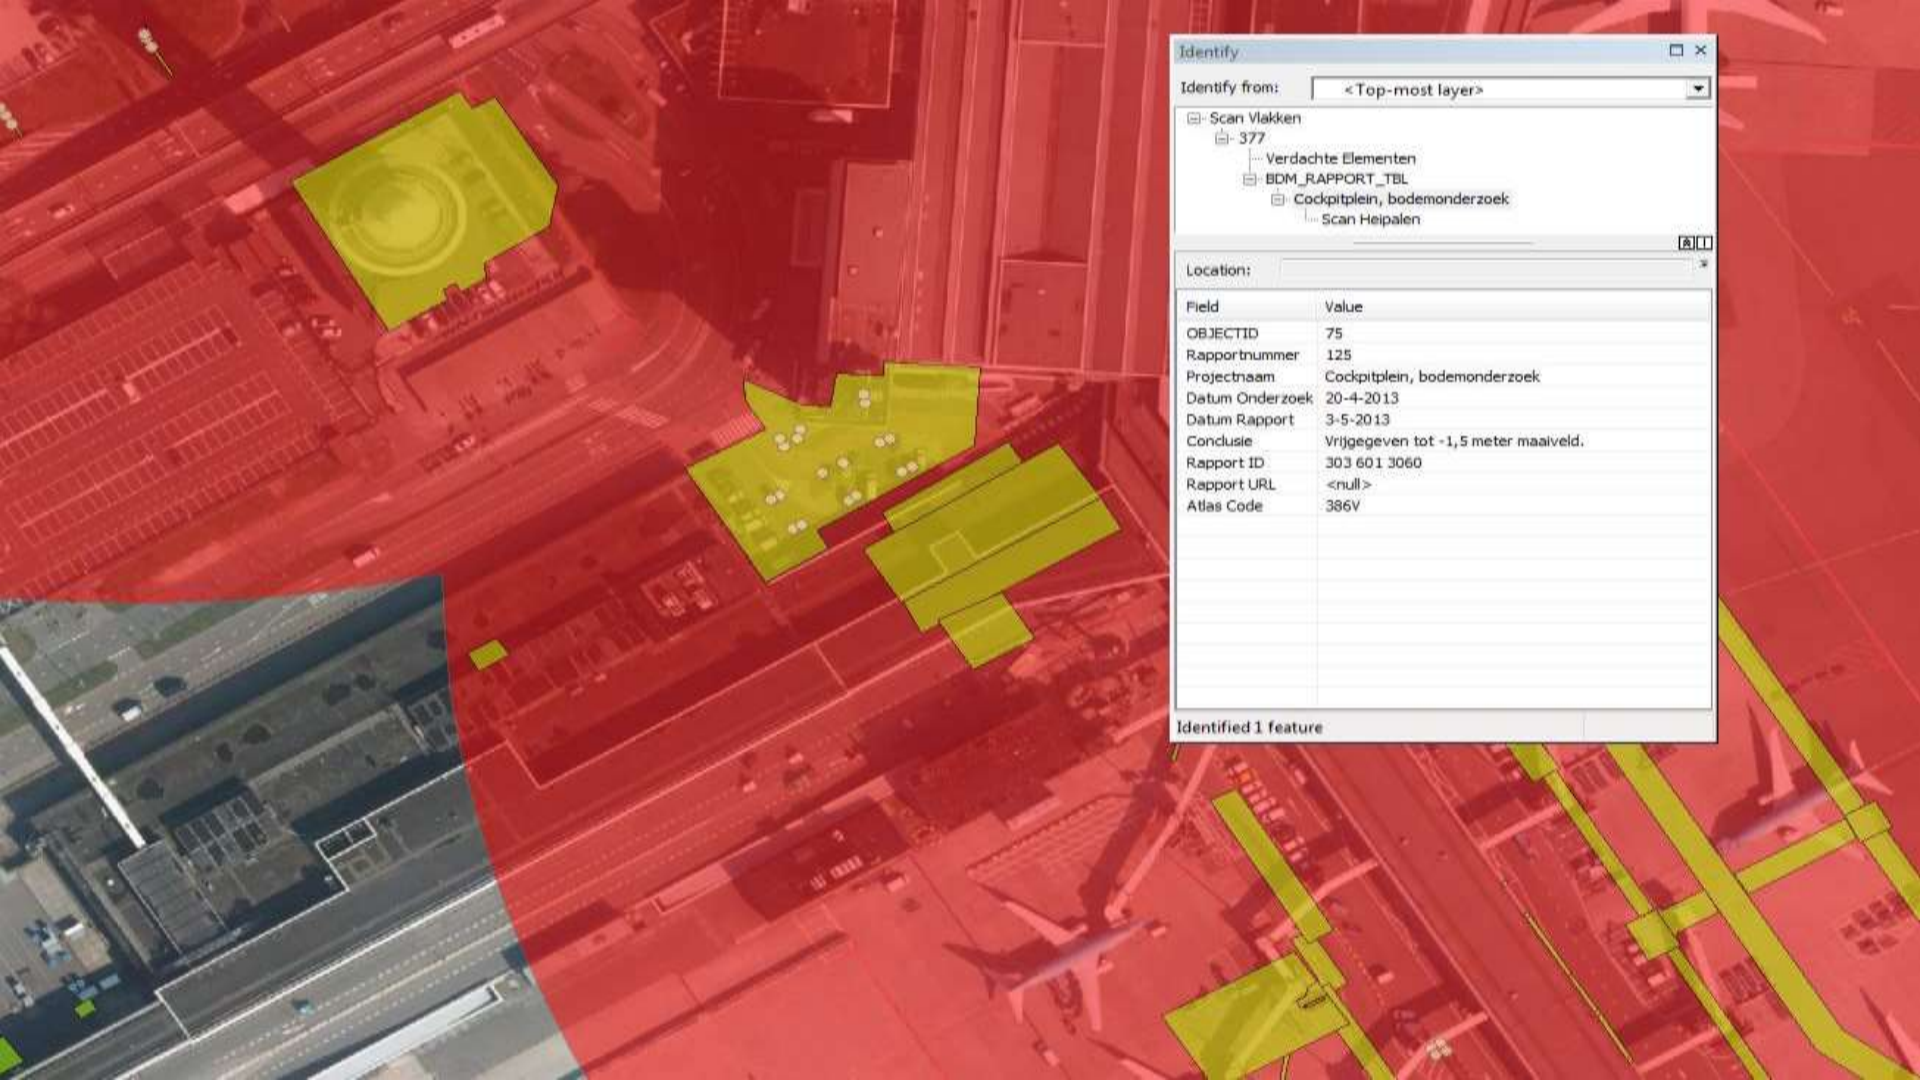 Identify
Identify from: <Top-most layer>
Scan Vlakken
377
Verdachte Elementen
BDM_RAPPORT_TBL
Cockpitplein, bodemonderzoek
Scan Heipalen
Location:
Field Value
OBJECTID 75
Rapportnummer 125
Projectnaam Cockpitplein, bodemonderzoek
Datum Onderzoek 20-4-2013
Datum Rapport 3-5-2013
Conclusie Vrijgegeven tot -1,5 meter maaiveld.
Rapport ID 303 601 3060
Rapport URL <null>
Atlas Code 386V
Identified 1 feature